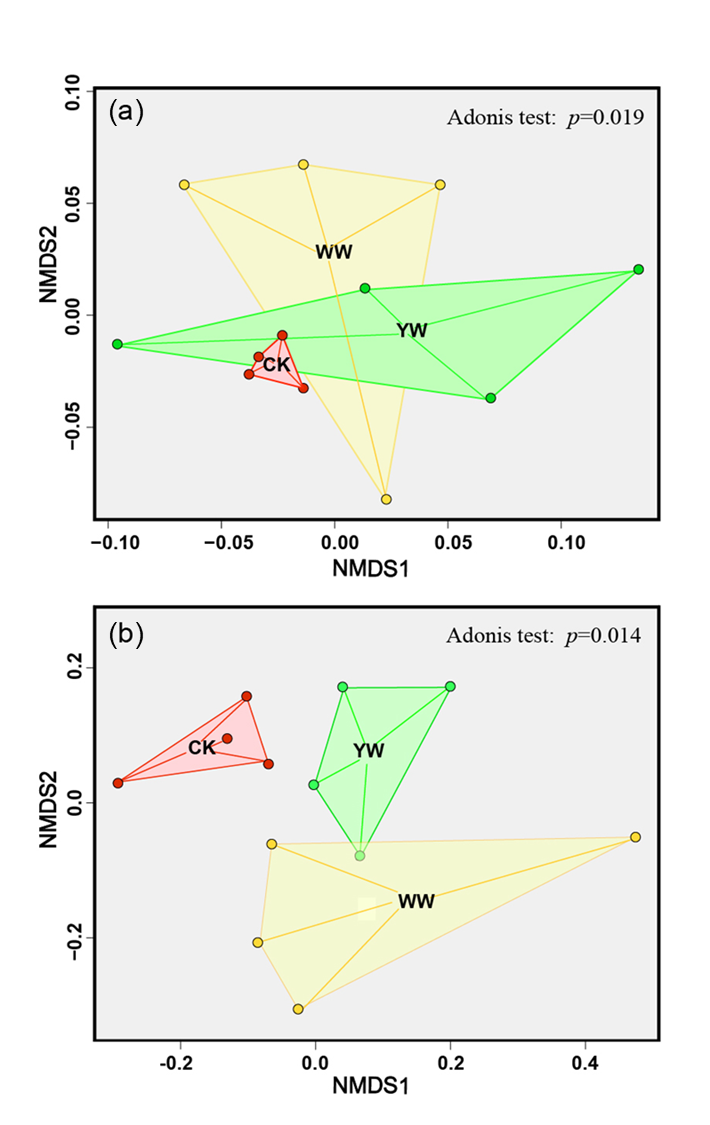 (a)
Adonis test: p=0.019
0.10
0.05
0.00
−0.05
NMDS2
WW
YW
CK
−0.10 −0.05 0.00 0.05 0.10
NMDS1
(b)
Adonis test: p=0.014
0.2
0.0
−0.2
NMDS2
CK
YW
WW
-0.2 0.0 0.2 0.4
NMDS1